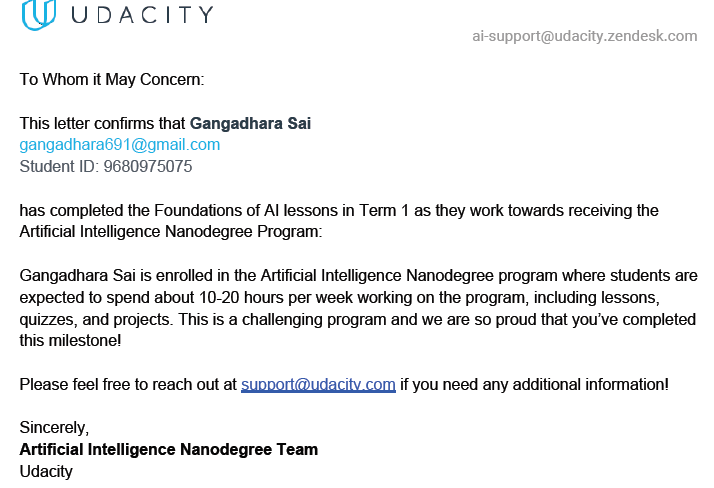 UDACITY
ai-support@udacity.zendesk.com
To Whom it May Concern:
This letter confirms that Gangadhara Sai
gangadhara691@gmail.com
Student ID: 9680975075
has completed the Foundations of AI lessons in Term 1 as they work towards receiving the
Artificial Intelligence Nanodegree Program:
Gangadhara Sai is enrolled in the Artificial Intelligence Nanodegree program where students are
expected to spend about 10-20 hours per week working on the program, including lessons,
quizzes, and projects. This is a challenging program and we are so proud that you’ve completed
this milestone!
Please feel free to reach out at support@udacity.com if you need any additional information!
Sincerely,
Artificial Intelligence Nanodegree Team
Udacity